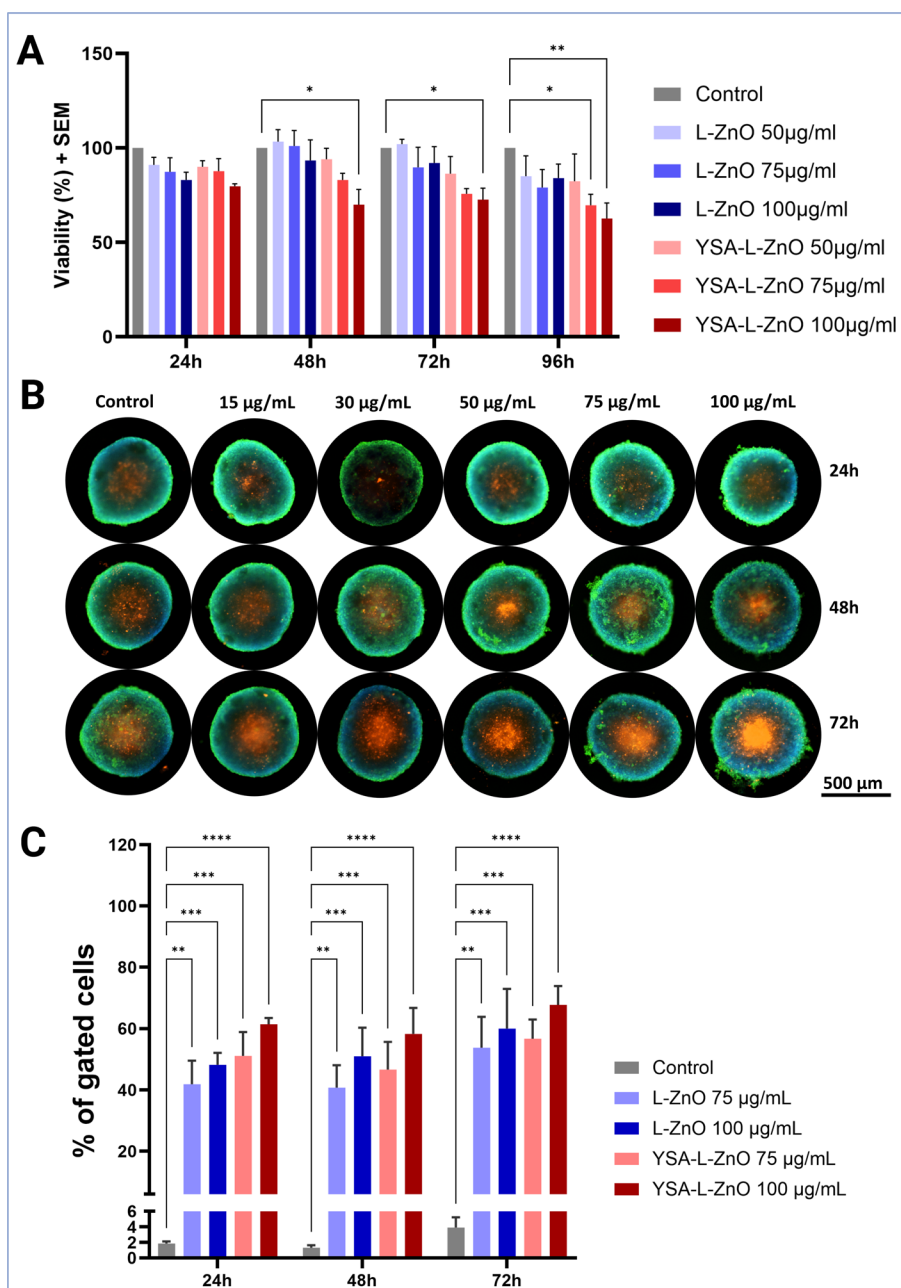 A
Viability (%) + SEM
150
100
50
0
*
*
**
*
24h
48h
72h
96h
Control
L-ZnO 50µg/ml
L-ZnO 75µg/ml
L-ZnO 100µg/ml
YSA-L-ZnO 50µg/ml
YSA-L-ZnO 75µg/ml
YSA-L-ZnO 100µg/ml
B
Control 15 µg/mL 30 µg/mL 50 µg/mL 75 µg/mL 100 µg/mL
24h
48h
72h
500 µm
C
% of gated cells
120
100
80
60
40
20
6
4
2
0
**** **** ****
*** *** ***
*** *** ***
** ** **
24h
48h
72h
Control
L-ZnO 75 µg/mL
L-ZnO 100 µg/mL
YSA-L-ZnO 75 µg/mL
YSA-L-ZnO 100 µg/mL